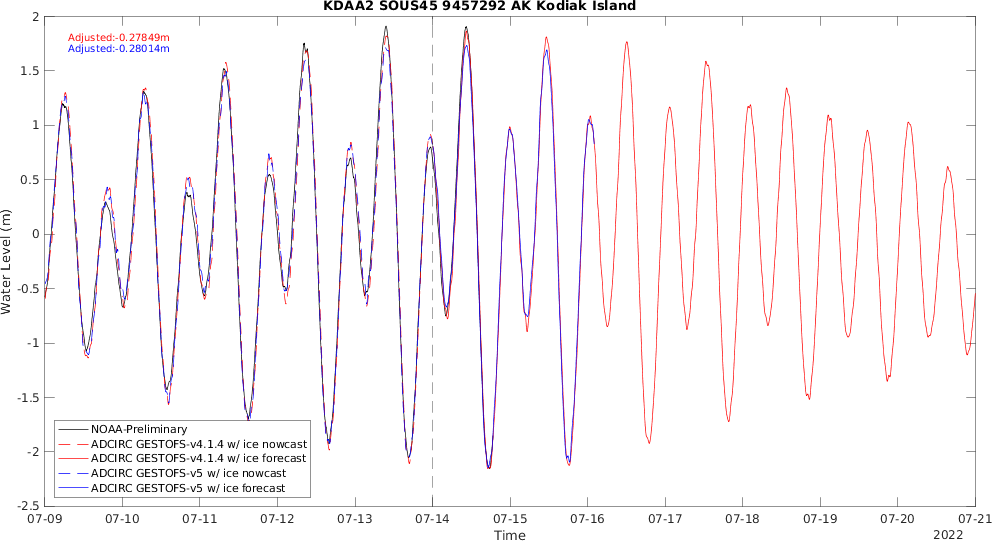 KDAA2 SOUS45 9457292 AK Kodiak Island
Adjusted:-0.27849m
Adjusted:-0.28014m
2
1.5
1
0.5
0
-0.5
-1
-1.5
-2
-2.5
Water Level (m)
NOAA-Preliminary
ADCIRC GESTOFS-v4.1.4 w/ ice nowcast
ADCIRC GESTOFS-v4.1.4 w/ ice forecast
ADCIRC GESTOFS-v5 w/ ice nowcast
ADCIRC GESTOFS-v5 w/ ice forecast
07-09 07-10 07-11 07-12 07-13 07-14 07-15 07-16 07-17 07-18 07-19 07-20 07-21
Time
2022